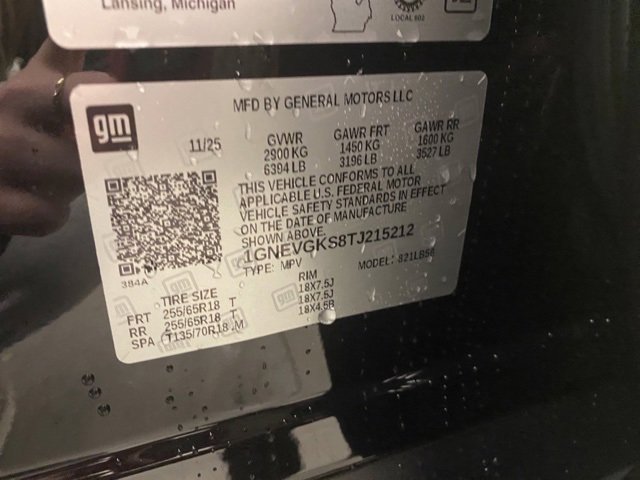 Lansing, Michigan
LOCAL 602
gm
MFD BY GENERAL MOTORS LLC
11/25
GVWR GAWR FRT GAWR RR
2900 KG 1450 KG 1600 KG
6394 LB 3196 LB 3527 LB
THIS VEHICLE CONFORMS TO ALL
APPLICABLE U.S. FEDERAL MOTOR
VEHICLE SAFETY STANDARDS IN EFFECT
ON THE DATE OF MANUFACTURE
SHOWN ABOVE.
1GNEVGKS8TJ215212
TYPE: MPV MODEL: 821LB56
384A
TIRE SIZE RIM
FRT 255/65R18 T 18X7.5J
RR 255/65R18 T 18X7.5J
SPA T135/70R18 M 18X4.5B